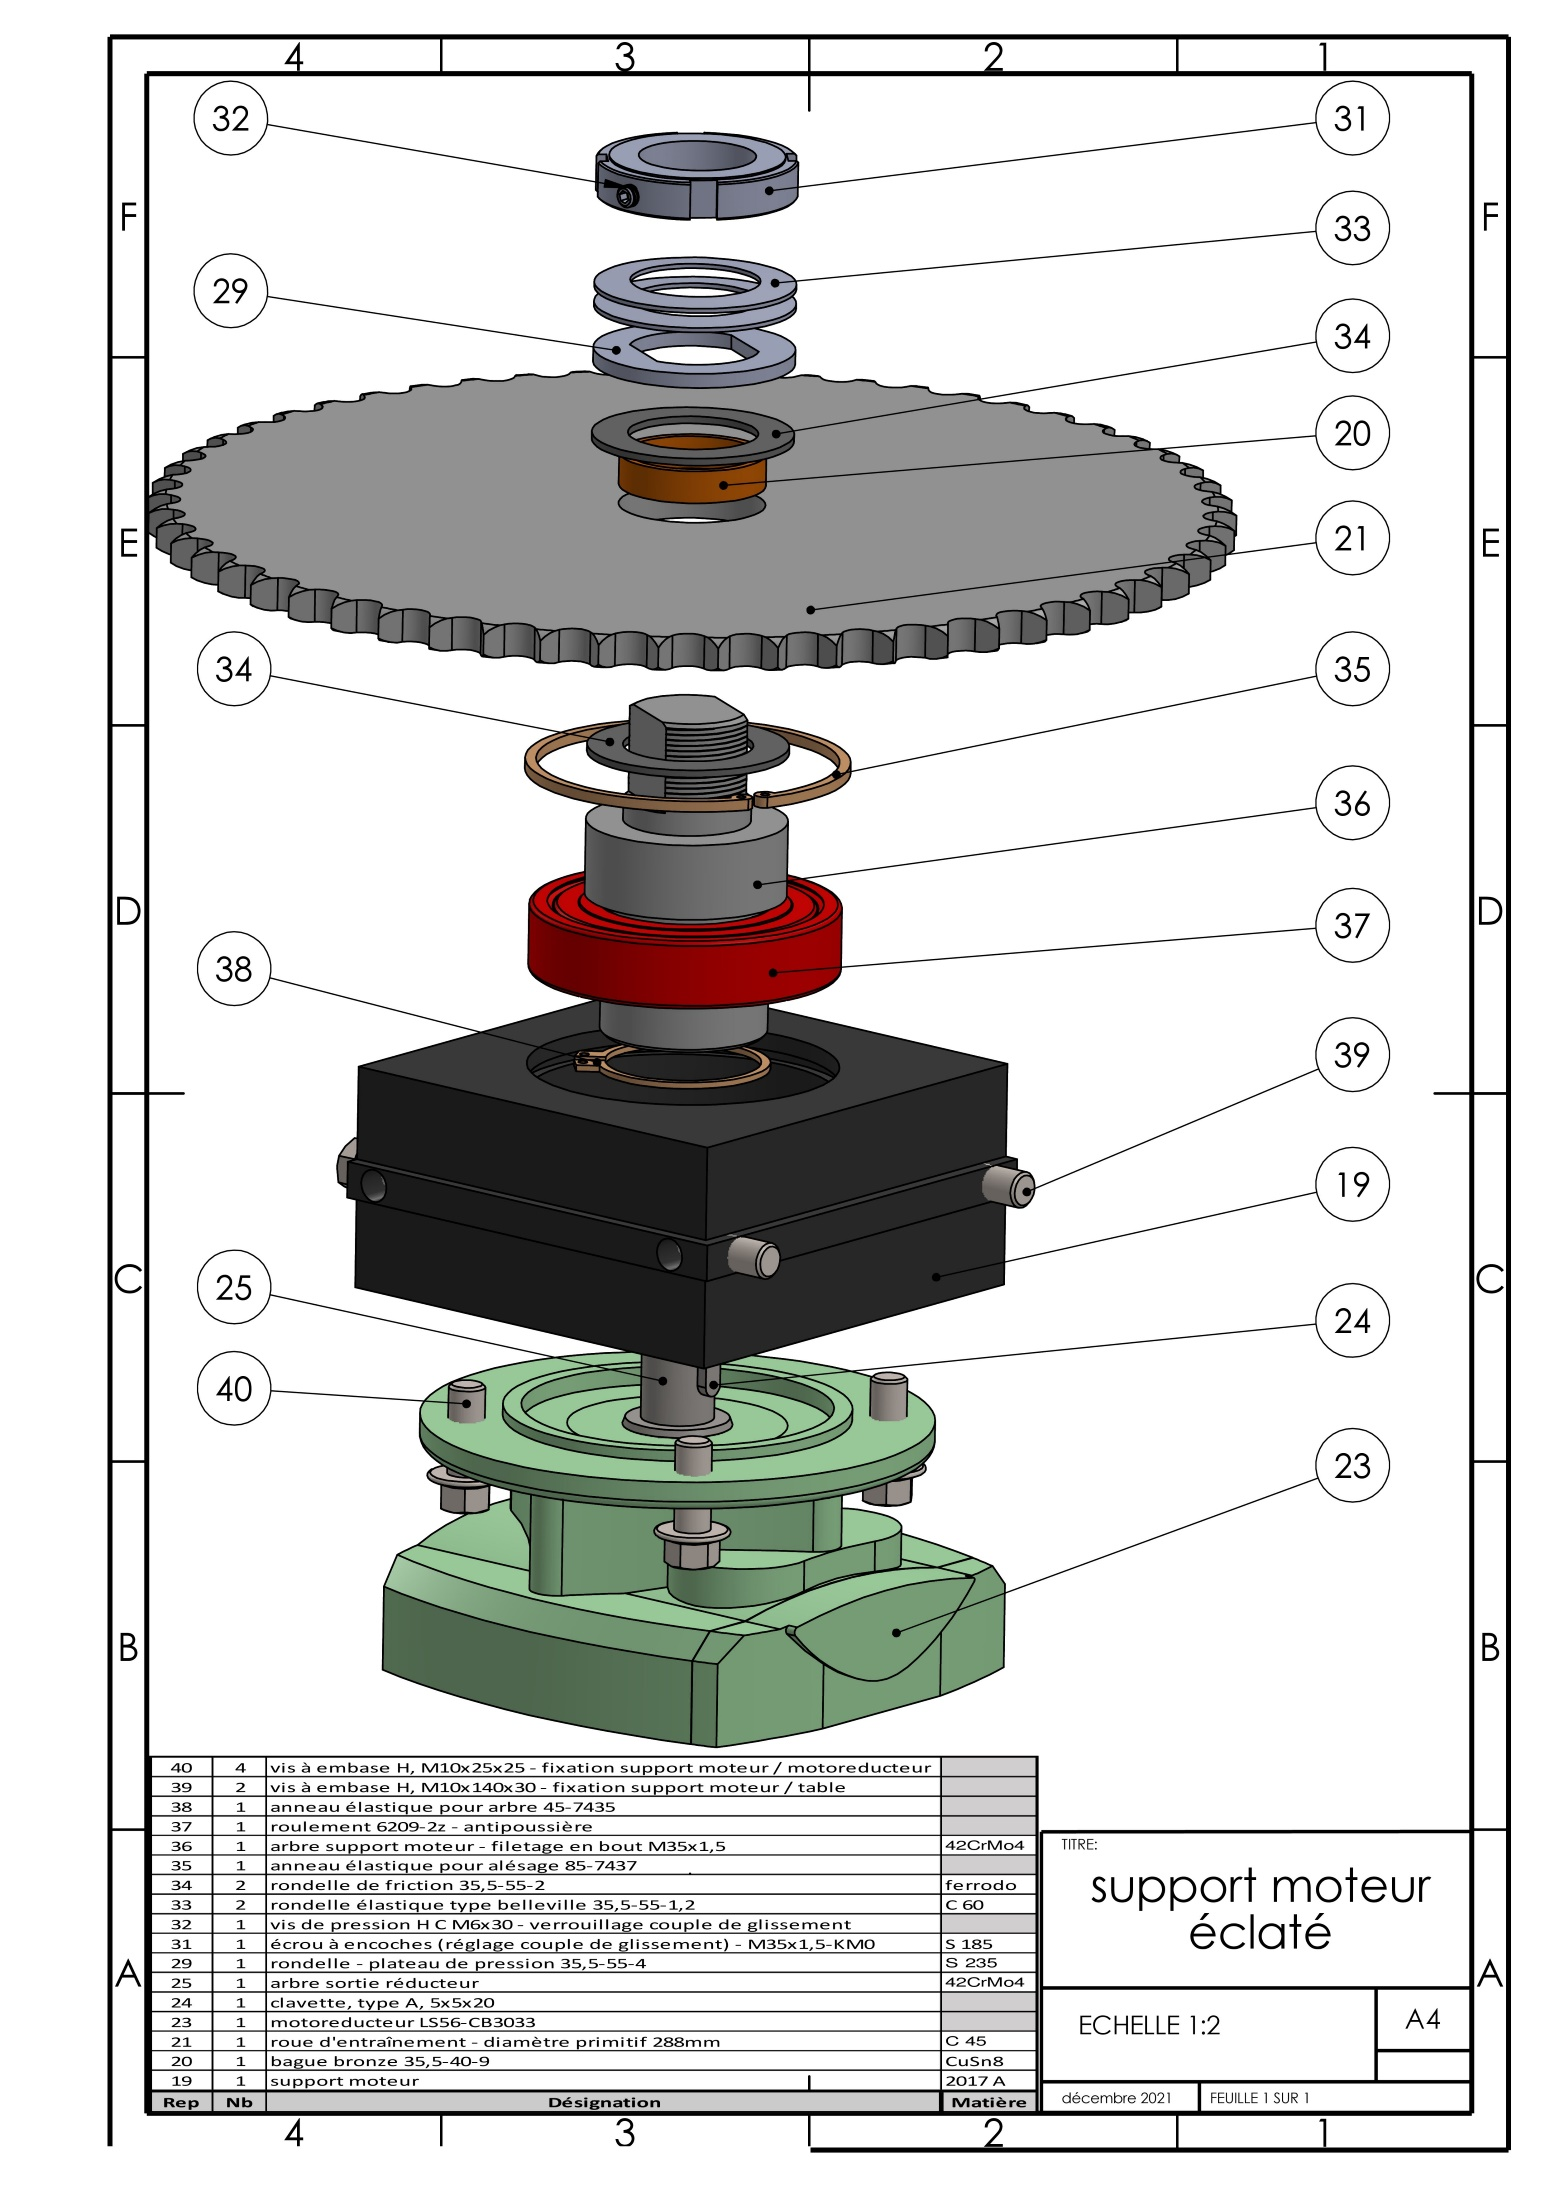 4 3 2 1
32
31
F F
33
29
34
20
E E
21
34
35
36
D D
37
38
39
19
C C
25
24
40
23
B B
40 4 vis à embase H, M10x25x25 - fixation support moteur / motoreducteur
39 2 vis à embase H, M10x140x30 - fixation support moteur / table
38 1 anneau élastique pour arbre 45-7435
37 1 roulement 6209-2z - antipoussière
36 1 arbre support moteur - filetage en bout M35x1,5 42CrMo4
35 1 anneau élastique pour alésage 85-7437
34 2 rondelle de friction 35,5-55-2 ferrodo
33 2 rondelle élastique type belleville 35,5-55-1,2 C 60
32 1 vis de pression H C M6x30 - verrouillage couple de glissement
31 1 écrou à encoches (réglage couple de glissement) - M35x1,5-KM0 S 185
29 1 rondelle - plateau de pression 35,5-55-4 S 235
25 1 arbre sortie réducteur 42CrMo4
24 1 clavette, type A, 5x5x20
23 1 motoreducteur LS56-CB3033
21 1 roue d'entraînement - diamètre primitif 288mm C 45
20 1 bague bronze 35,5-40-9 CuSn8
19 1 support moteur 2017 A
Rep Nb Désignation Matière
TITRE:
support moteur
éclaté
A A
ECHELLE 1:2
A4
décembre 2021 FEUILLE 1 SUR 1
4 3 2 1